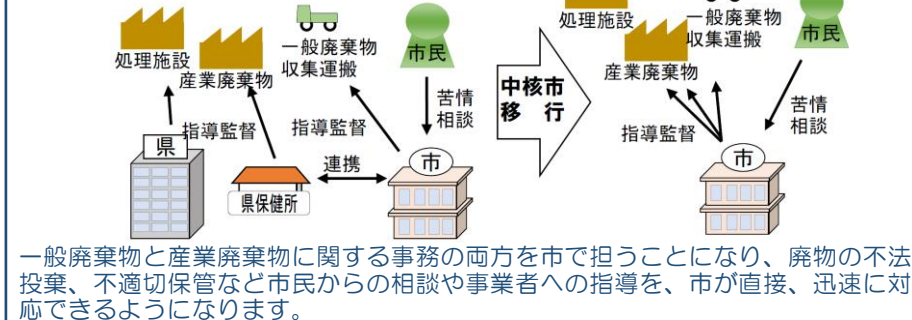 処理施設
産業廃棄物
一般廃棄物
収集運搬
市民
指導監督
指導監督
苦情
相談
県
県保健所
連携
市
中核市
移 行
処理施設
一般廃棄物
収集運搬
市民
産業廃棄物
苦情
相談
指導監督
市
一般廃棄物と産業廃棄物に関する事務の両方を市で担うことになり、廃物の不法
投棄、不適切保管など市民からの相談や事業者への指導を、市が直接、迅速に対
応できるようになります。